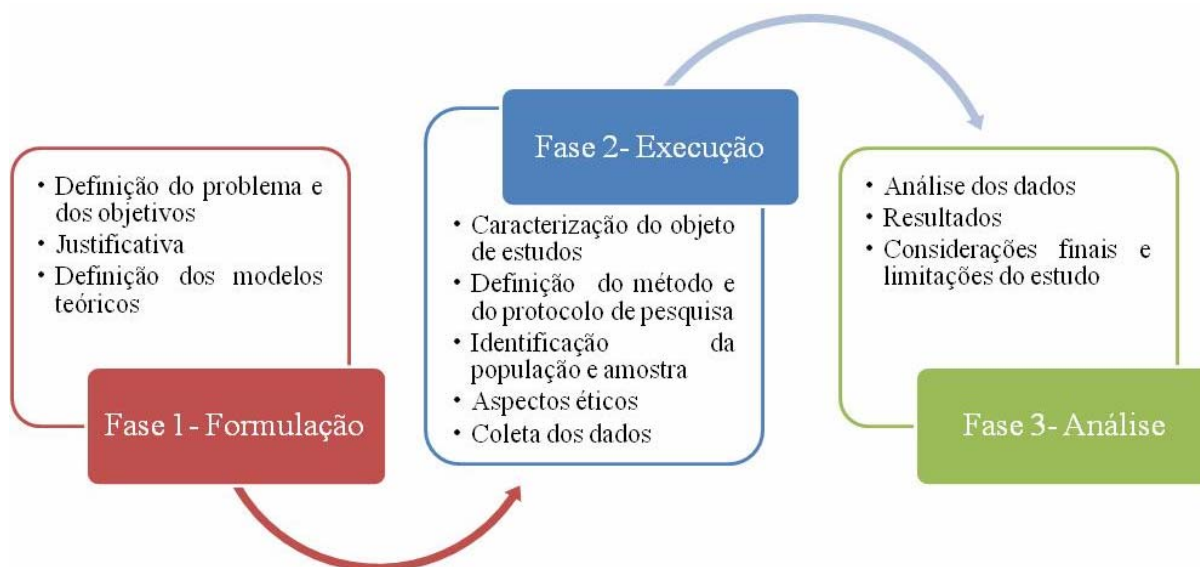 Fase 1- Formulação
• Definição do problema e
dos objetivos
• Justificativa
• Definição dos modelos
teóricos
Fase 2- Execução
• Caracterização do objeto
de estudos
• Definição do método e
do protocolo de pesquisa
• Identificação da
população e amostra
• Aspectos éticos
• Coleta dos dados
Fase 3- Análise
• Análise dos dados
• Resultados
• Considerações finais e
limitações do estudo